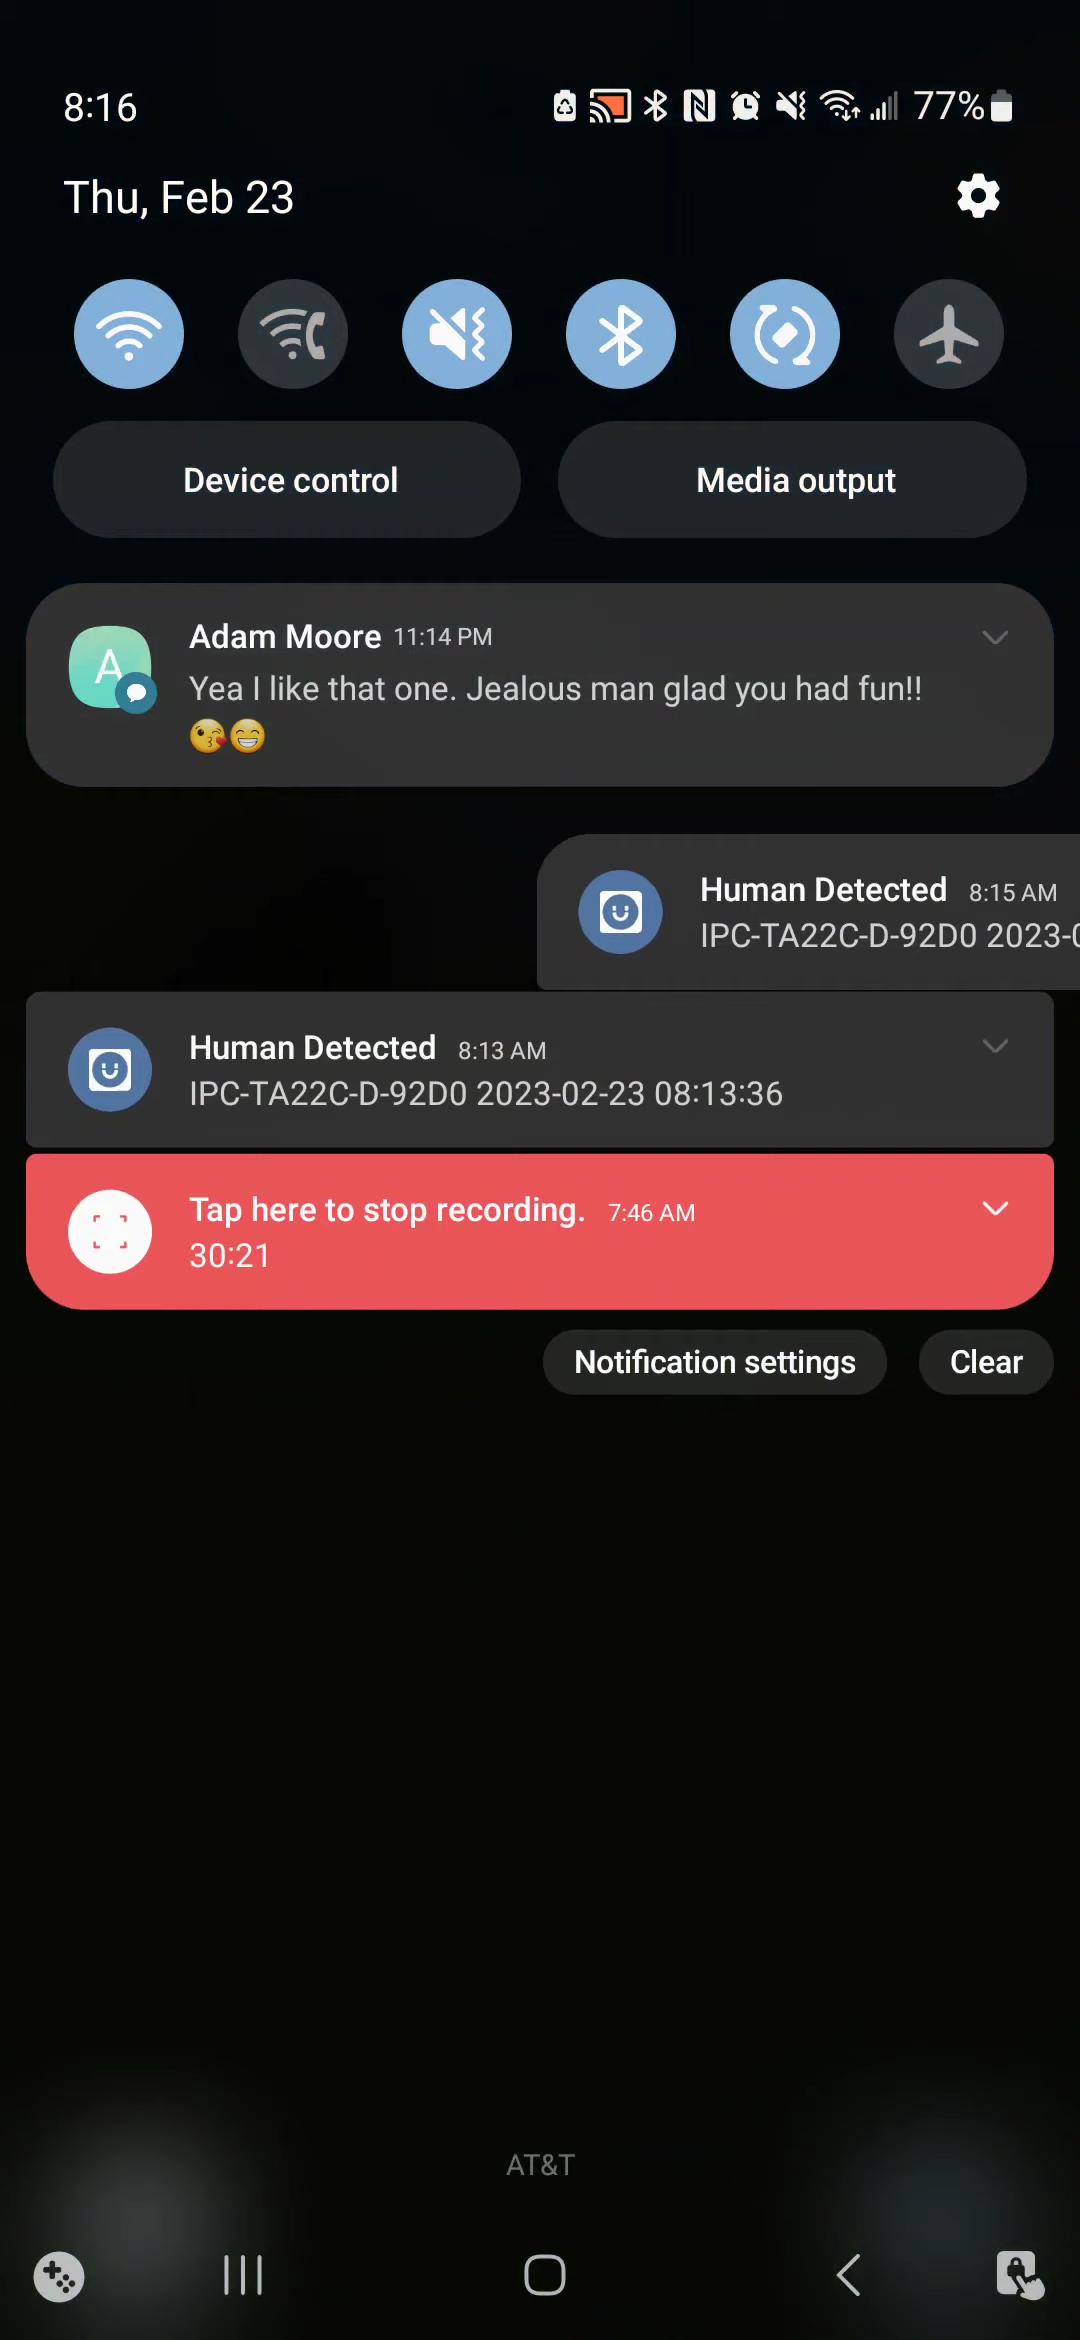 8:16
77%
Thu, Feb 23
Device control
Media output
A
Adam Moore 11:14 PM
Yea I like that one. Jealous man glad you had fun!!
😘😁
Human Detected 8:15 AM
IPC-TA22C-D-92D0 2023-0
Human Detected 8:13 AM
IPC-TA22C-D-92D0 2023-02-23 08:13:36
Tap here to stop recording. 7:46 AM
30:21
Notification settings
Clear
AT&T